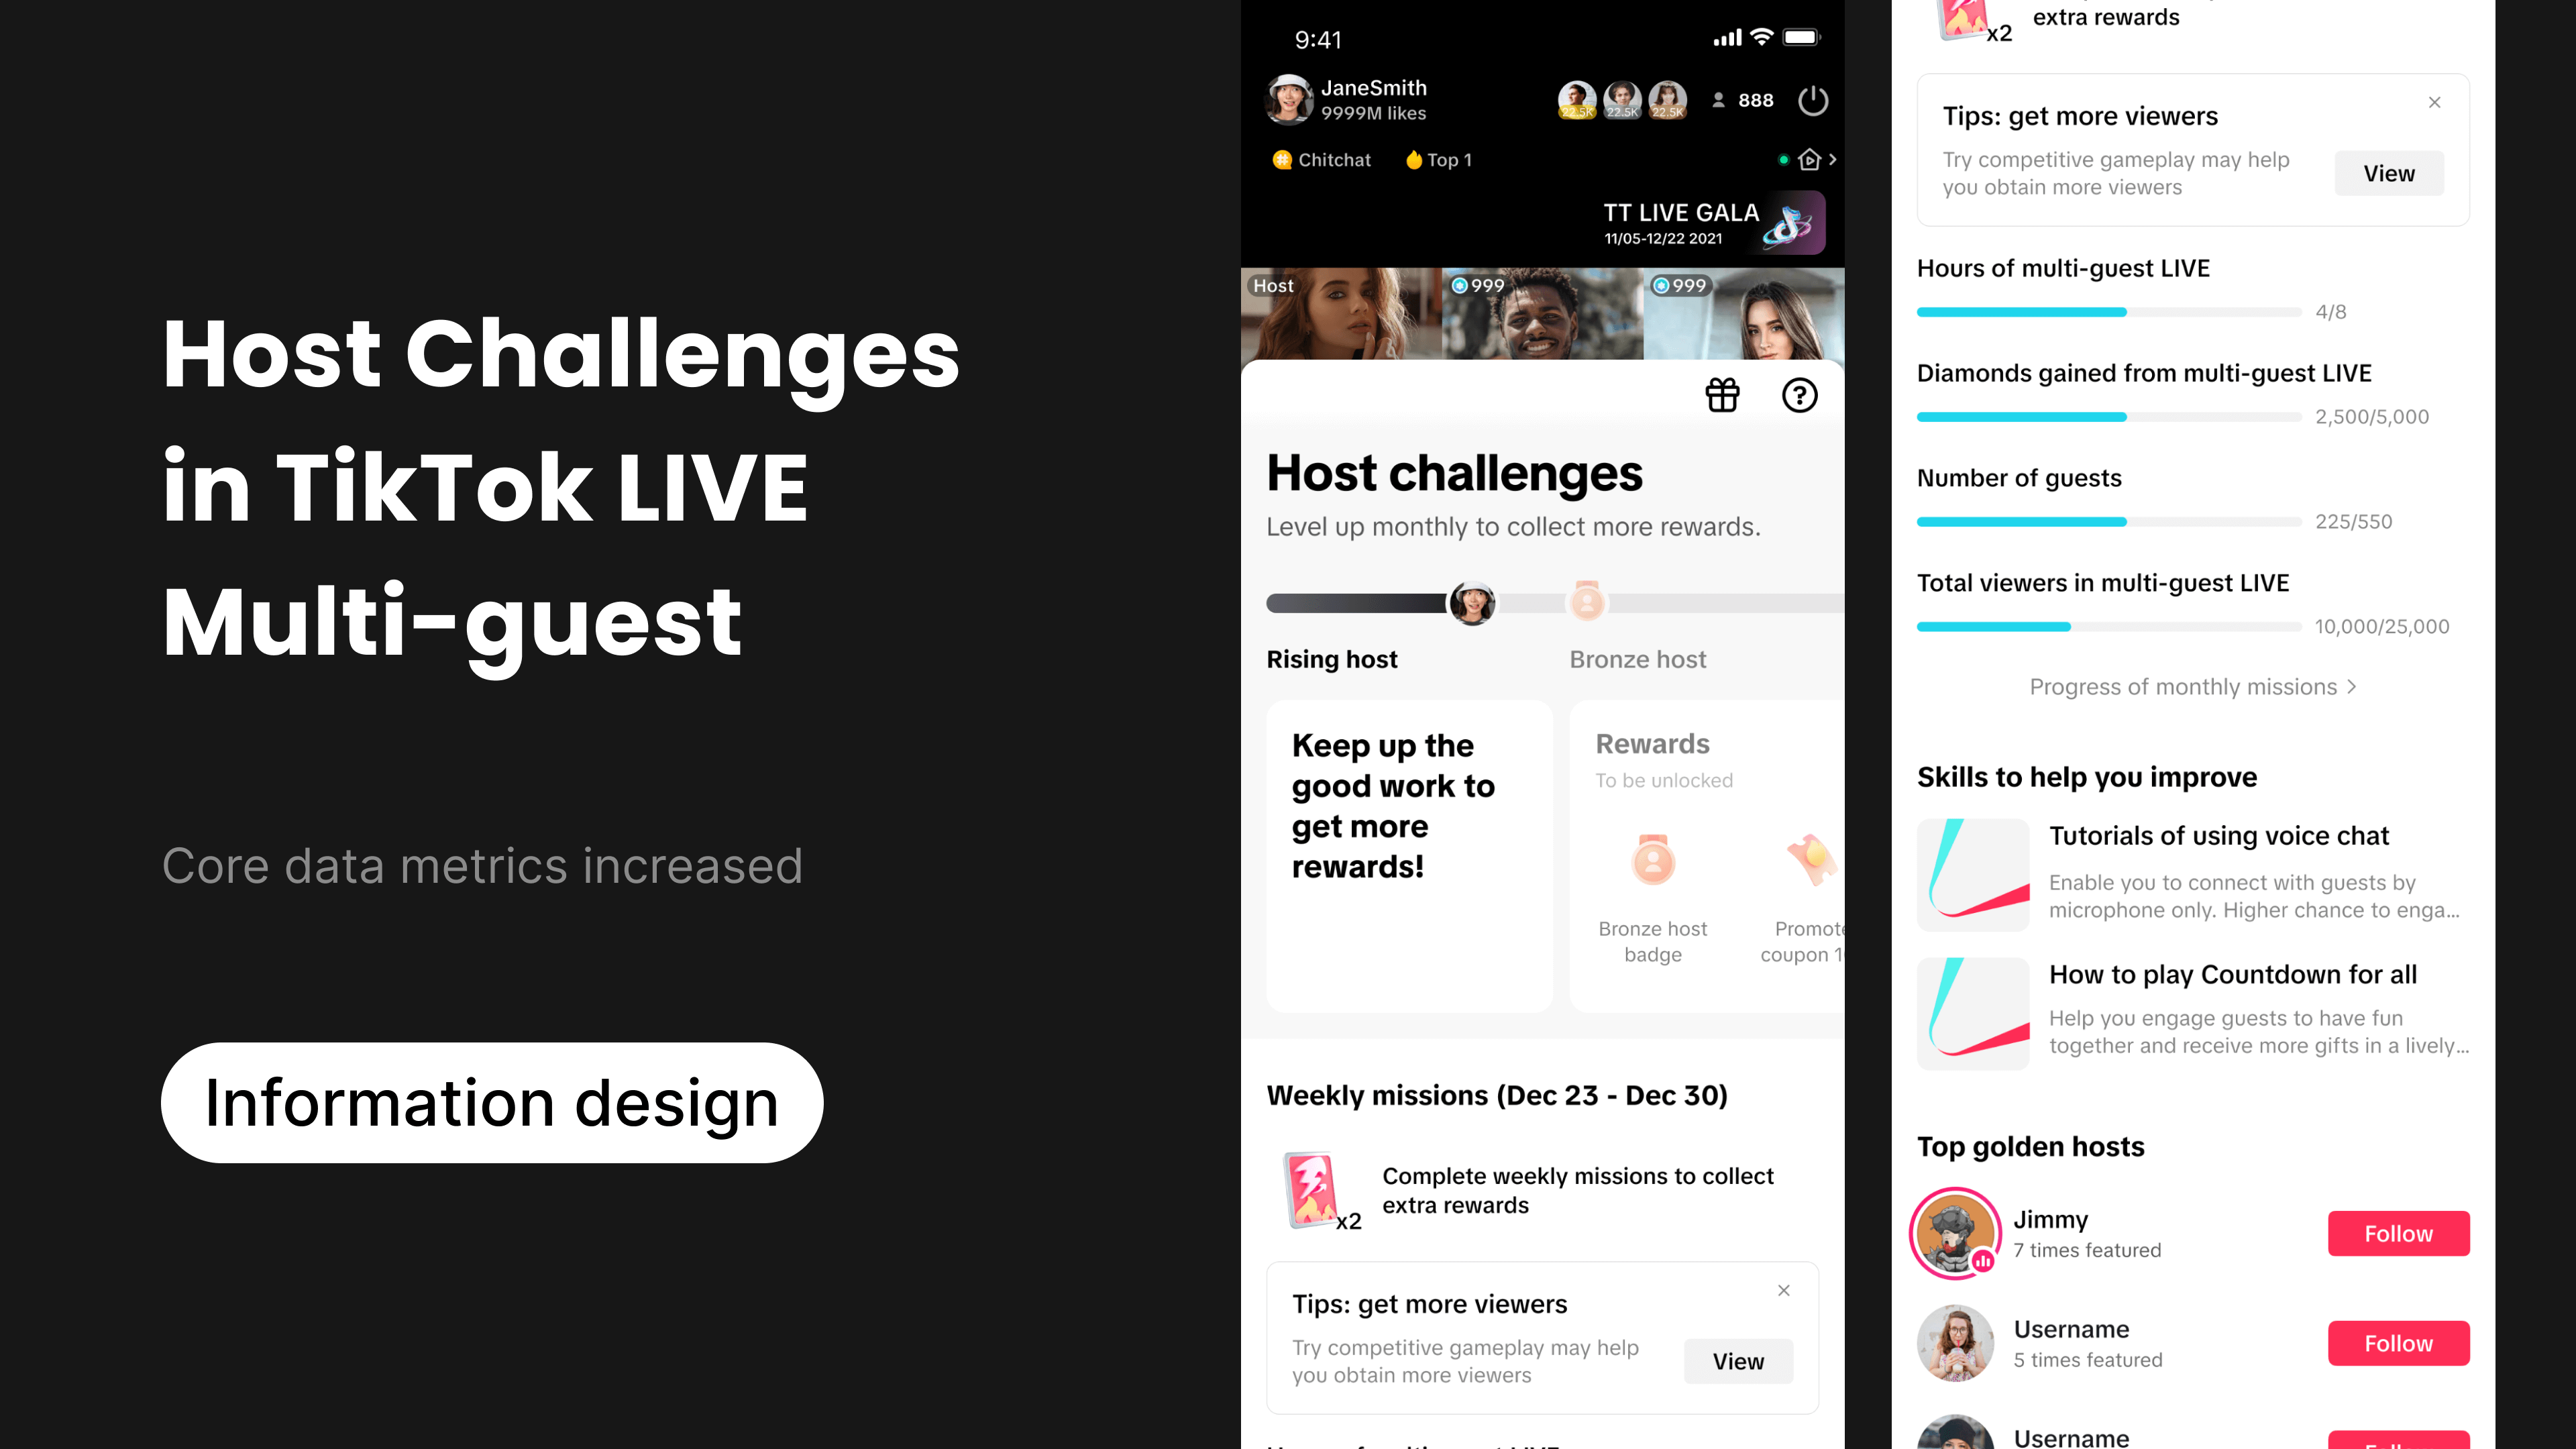 Host Challenges
in TikTok LIVE
Multi-guest
Core data metrics increased
Information design
9:41
JaneSmith
9999M likes
22.5K
22.5K
22.5K
888
Chitchat
Top 1
TT LIVE GALA
11/05-12/22 2021
Host
999
999
Host challenges
Level up monthly to collect more rewards.
Rising host
Bronze host
Keep up the
good work to
get more
rewards!
Rewards
To be unlocked
Bronze host
badge
Promote
coupon
Weekly missions (Dec 23 - Dec 30)
x2
Complete weekly missions to collect
extra rewards
Tips: get more viewers
Try competitive gameplay may help
you obtain more viewers
View
x2
extra rewards
Tips: get more viewers
Try competitive gameplay may help
you obtain more viewers
View
Hours of multi-guest LIVE
4/8
Diamonds gained from multi-guest LIVE
2,500/5,000
Number of guests
225/550
Total viewers in multi-guest LIVE
10,000/25,000
Progress of monthly missions
Skills to help you improve
Tutorials of using voice chat
Enable you to connect with guests by
microphone only. Higher chance to enga...
How to play Countdown for all
Help you engage guests to have fun
together and receive more gifts in a lively...
Top golden hosts
Jimmy
7 times featured
Follow
Username
5 times featured
Follow
Username